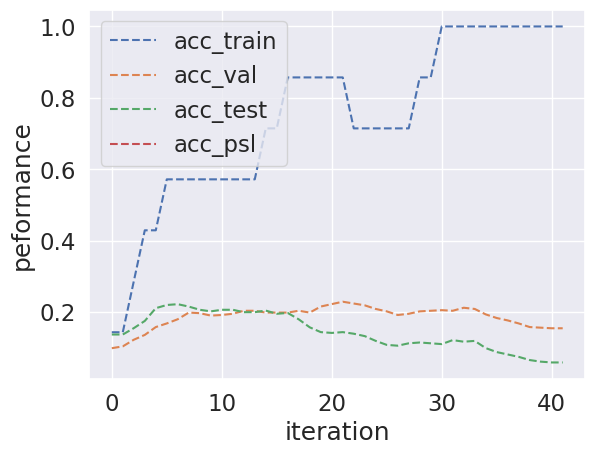 1.0
0.8
0.6
0.4
0.2
peformance
acc_train
acc_val
acc_test
acc_psl
0 10 20 30 40
iteration